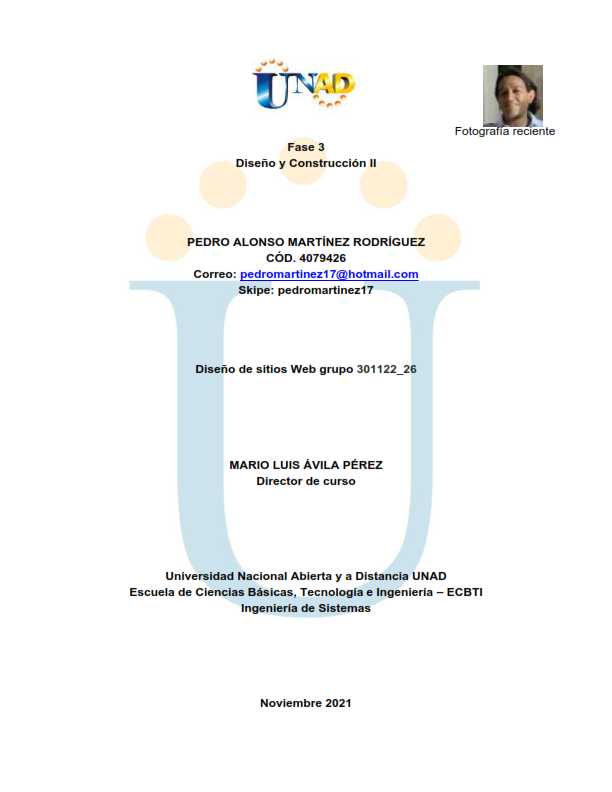 UNAD
Fotografía reciente
Fase 3
Diseño y Construcción II
PEDRO ALONSO MARTÍNEZ RODRÍGUEZ
CÓD. 4079426
Correo: pedromartinez17@hotmail.com
Skipe: pedromartinez17
Diseño de sitios Web grupo 301122_26
MARIO LUIS ÁVILA PÉREZ
Director de curso
Universidad Nacional Abierta y a Distancia UNAD
Escuela de Ciencias Básicas, Tecnología e Ingeniería – ECBTI
Ingeniería de Sistemas
Noviembre 2021